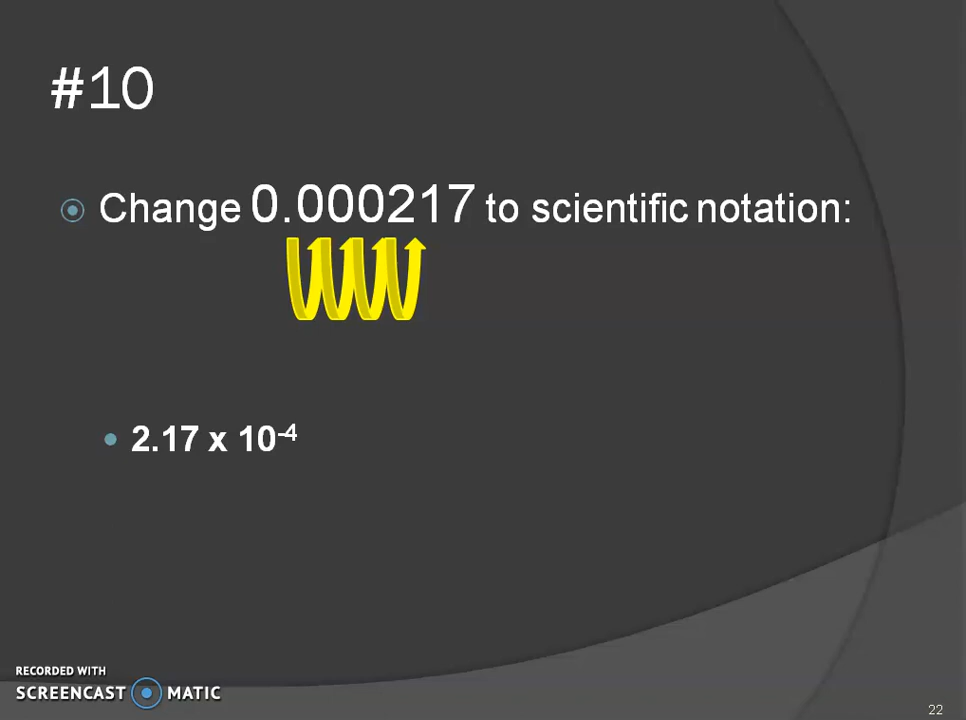 #10
Change 0.000217 to scientific notation:
2.17 x 10⁻⁴
RECORDED WITH
SCREENCAST MATIC
22